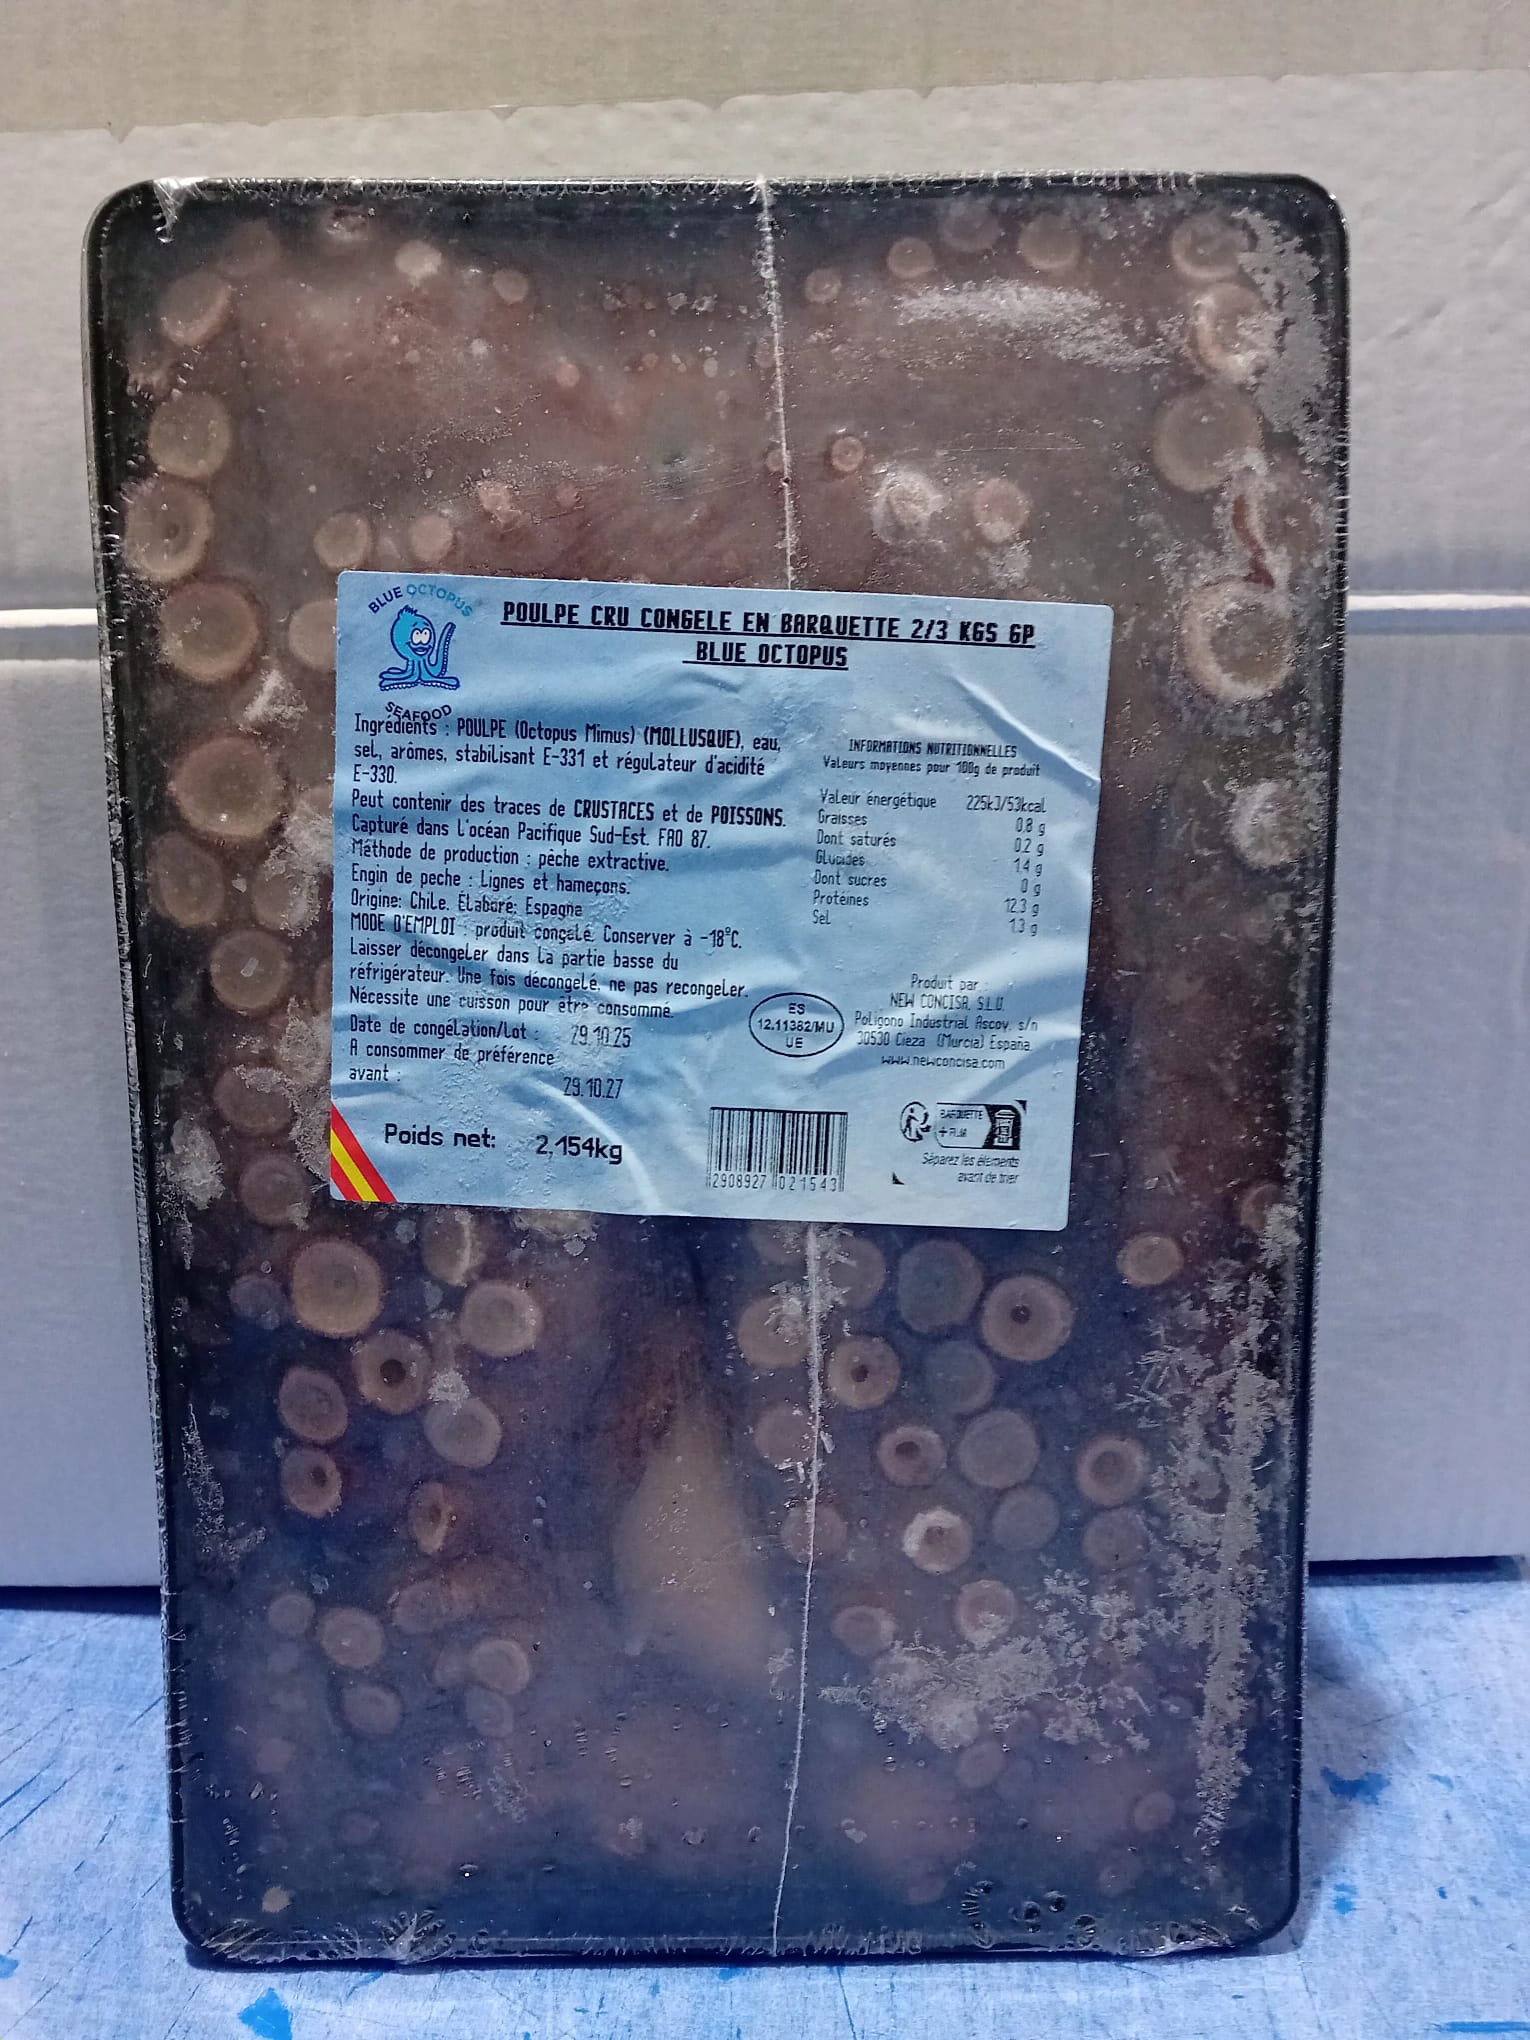 BLUE OCTOPUS
SEAFOOD
POULPE CRU CONGELE EN BARQUETTE 2/3 KGS GP
BLUE OCTOPUS
Ingrédients : POULPE (Octopus Mimus) (MOLLUSQUE), eau,
sel, arômes, stabilisant E-331 et régulateur d'acidité
E-330.
Peut contenir des traces de CRUSTACES et de POISSONS.
Capturé dans l'océan Pacifique Sud-Est. FAO 87.
Méthode de production : pêche extractive.
Engin de peche : Lignes et hameçons.
Origine: Chile. Élaboré: Espagne
MODE D'EMPLOI : produit congelé. Conserver à -18°C.
Laisser décongeler dans la partie basse du
réfrigérateur. Une fois décongelé, ne pas recongeler.
Nécessite une cuisson pour être consommé.
Date de congélation/Lot : 29.10.25
A consommer de préférence
avant : 29.10.27
Poids net: 2,154kg
INFORMATIONS NUTRITIONNELLES
Valeurs moyennes pour 100g de produit
Valeur énergétique 225kJ/53kcal
Graisses 0.8 g
Dont saturés 0.2 g
Glucides 1.4 g
Dont sucres 0 g
Protéines 12.3 g
Sel 1.3 g
ES
12.11382/MU
UE
Produit par :
NEW CONCISA, S.L.U.
Poligono Industrial Ascoy, s/n
30530 Cieza (Murcia) España
www.newconcisa.com
2908927 021543
BARQUETTE
+ FILM
Séparez les éléments
avant de trier